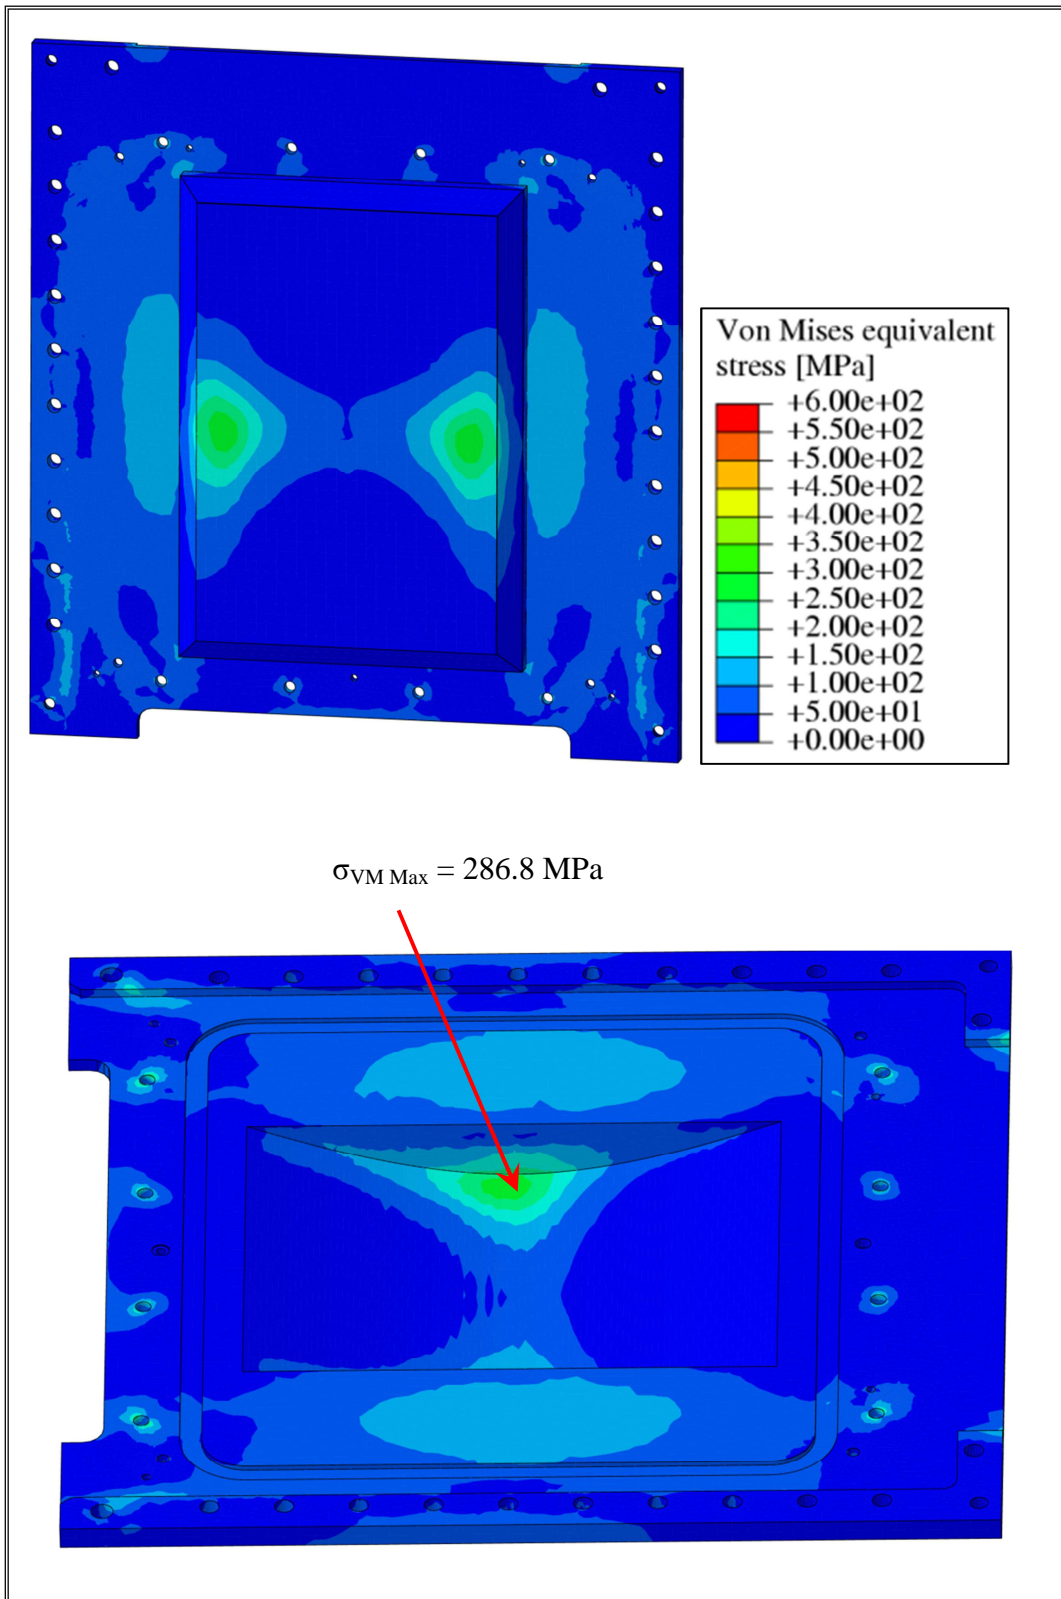 Von Mises equivalent
stress [MPa]
+6.00e+02
+5.50e+02
+5.00e+02
+4.50e+02
+4.00e+02
+3.50e+02
+3.00e+02
+2.50e+02
+2.00e+02
+1.50e+02
+1.00e+02
+5.00e+01
+0.00e+00
σVM Max = 286.8 MPa